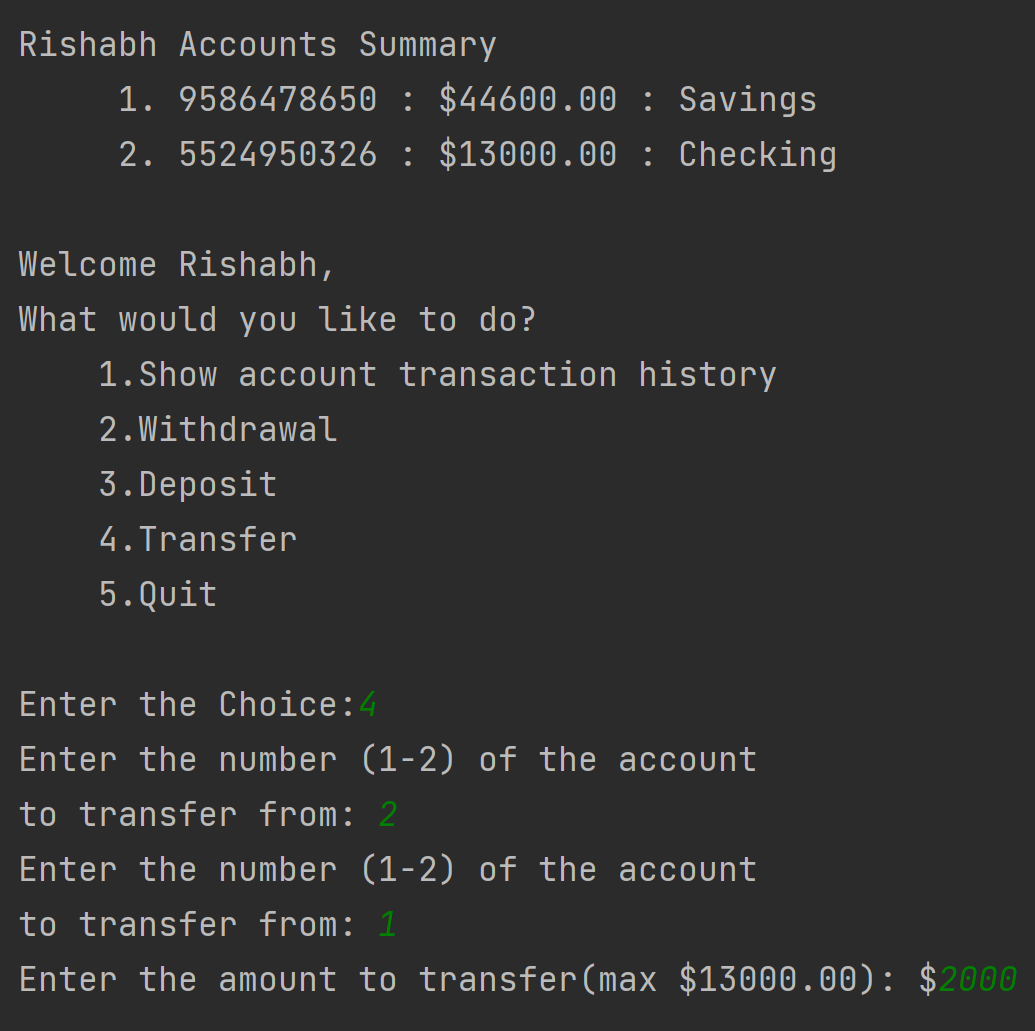 Rishabh Accounts Summary
1. 9586478650 : $44600.00 : Savings
2. 5524950326 : $13000.00 : Checking
Welcome Rishabh,
What would you like to do?
1.Show account transaction history
2.Withdrawal
3.Deposit
4.Transfer
5.Quit
Enter the Choice:4
Enter the number (1-2) of the account
to transfer from: 2
Enter the number (1-2) of the account
to transfer from: 1
Enter the amount to transfer(max $13000.00): $2000